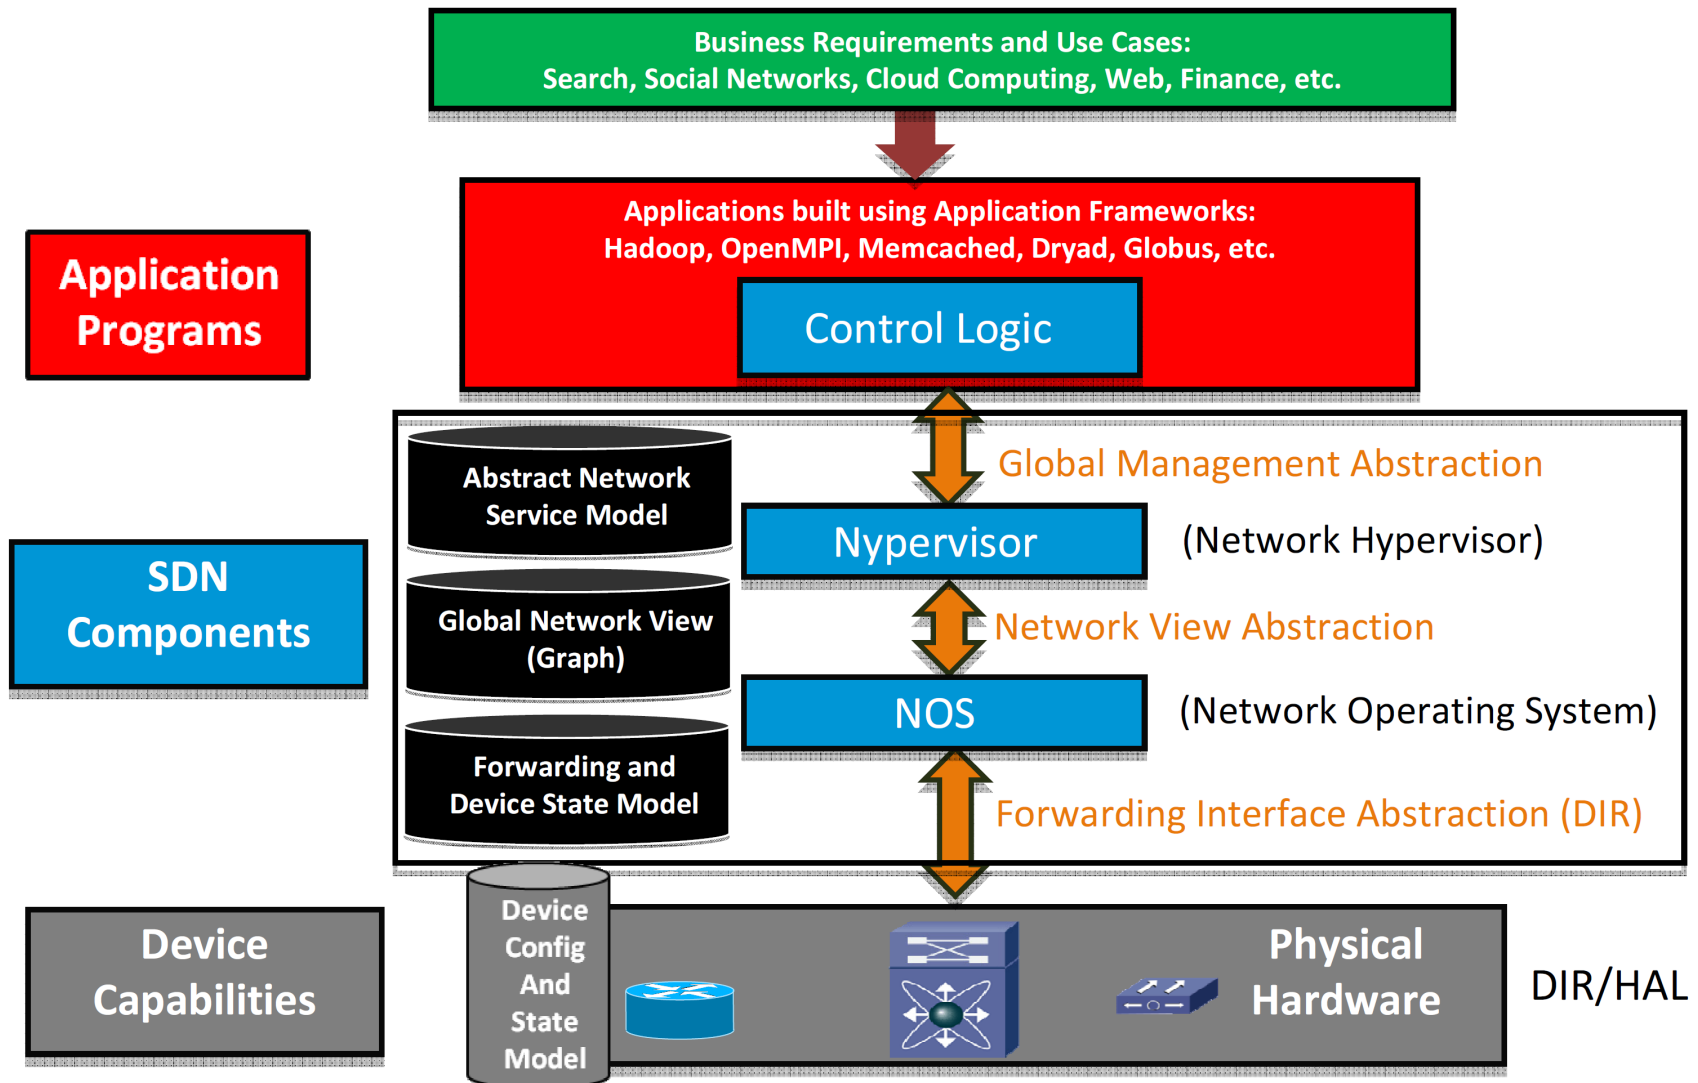 Business Requirements and Use Cases:
Search, Social Networks, Cloud Computing, Web, Finance, etc.
Applications built using Application Frameworks:
Hadoop, OpenMPI, Memcached, Dryad, Globus, etc.
Application
Programs
Control Logic
Global Management Abstraction
Abstract Network
Service Model
Nypervisor
(Network Hypervisor)
SDN
Components
Global Network View
(Graph)
Network View Abstraction
NOS
(Network Operating System)
Forwarding and
Device State Model
Forwarding Interface Abstraction (DIR)
Device
Capabilities
Device
Config
And
State
Model
Physical
Hardware
DIR/HAL